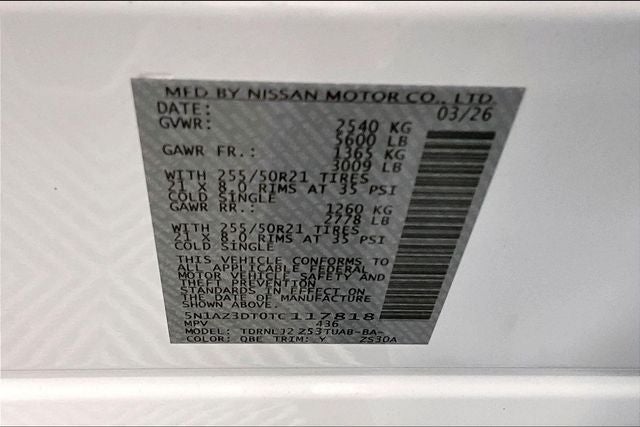 MFD BY NISSAN MOTOR CO., LTD.
DATE: 03/26
GVWR: 2540 KG
5600 LB
GAWR FR.: 1365 KG
3009 LB
WITH 255/50R21 TIRES
21 X 8.0 RIMS AT 35 PSI
COLD SINGLE
GAWR RR.: 1260 KG
2778 LB
WITH 255/50R21 TIRES
21 X 8.0 RIMS AT 35 PSI
COLD SINGLE
THIS VEHICLE CONFORMS TO
ALL APPLICABLE FEDERAL
MOTOR VEHICLE SAFETY AND
THEFT PREVENTION
STANDARDS IN EFFECT ON
THE DATE OF MANUFACTURE
SHOWN ABOVE.
5N1AZ3DT0TC117818
MPV 436
MODEL: TDRNLJ2 Z53TUAB-BA-
COLOR: QBE TRIM: Y Z530A